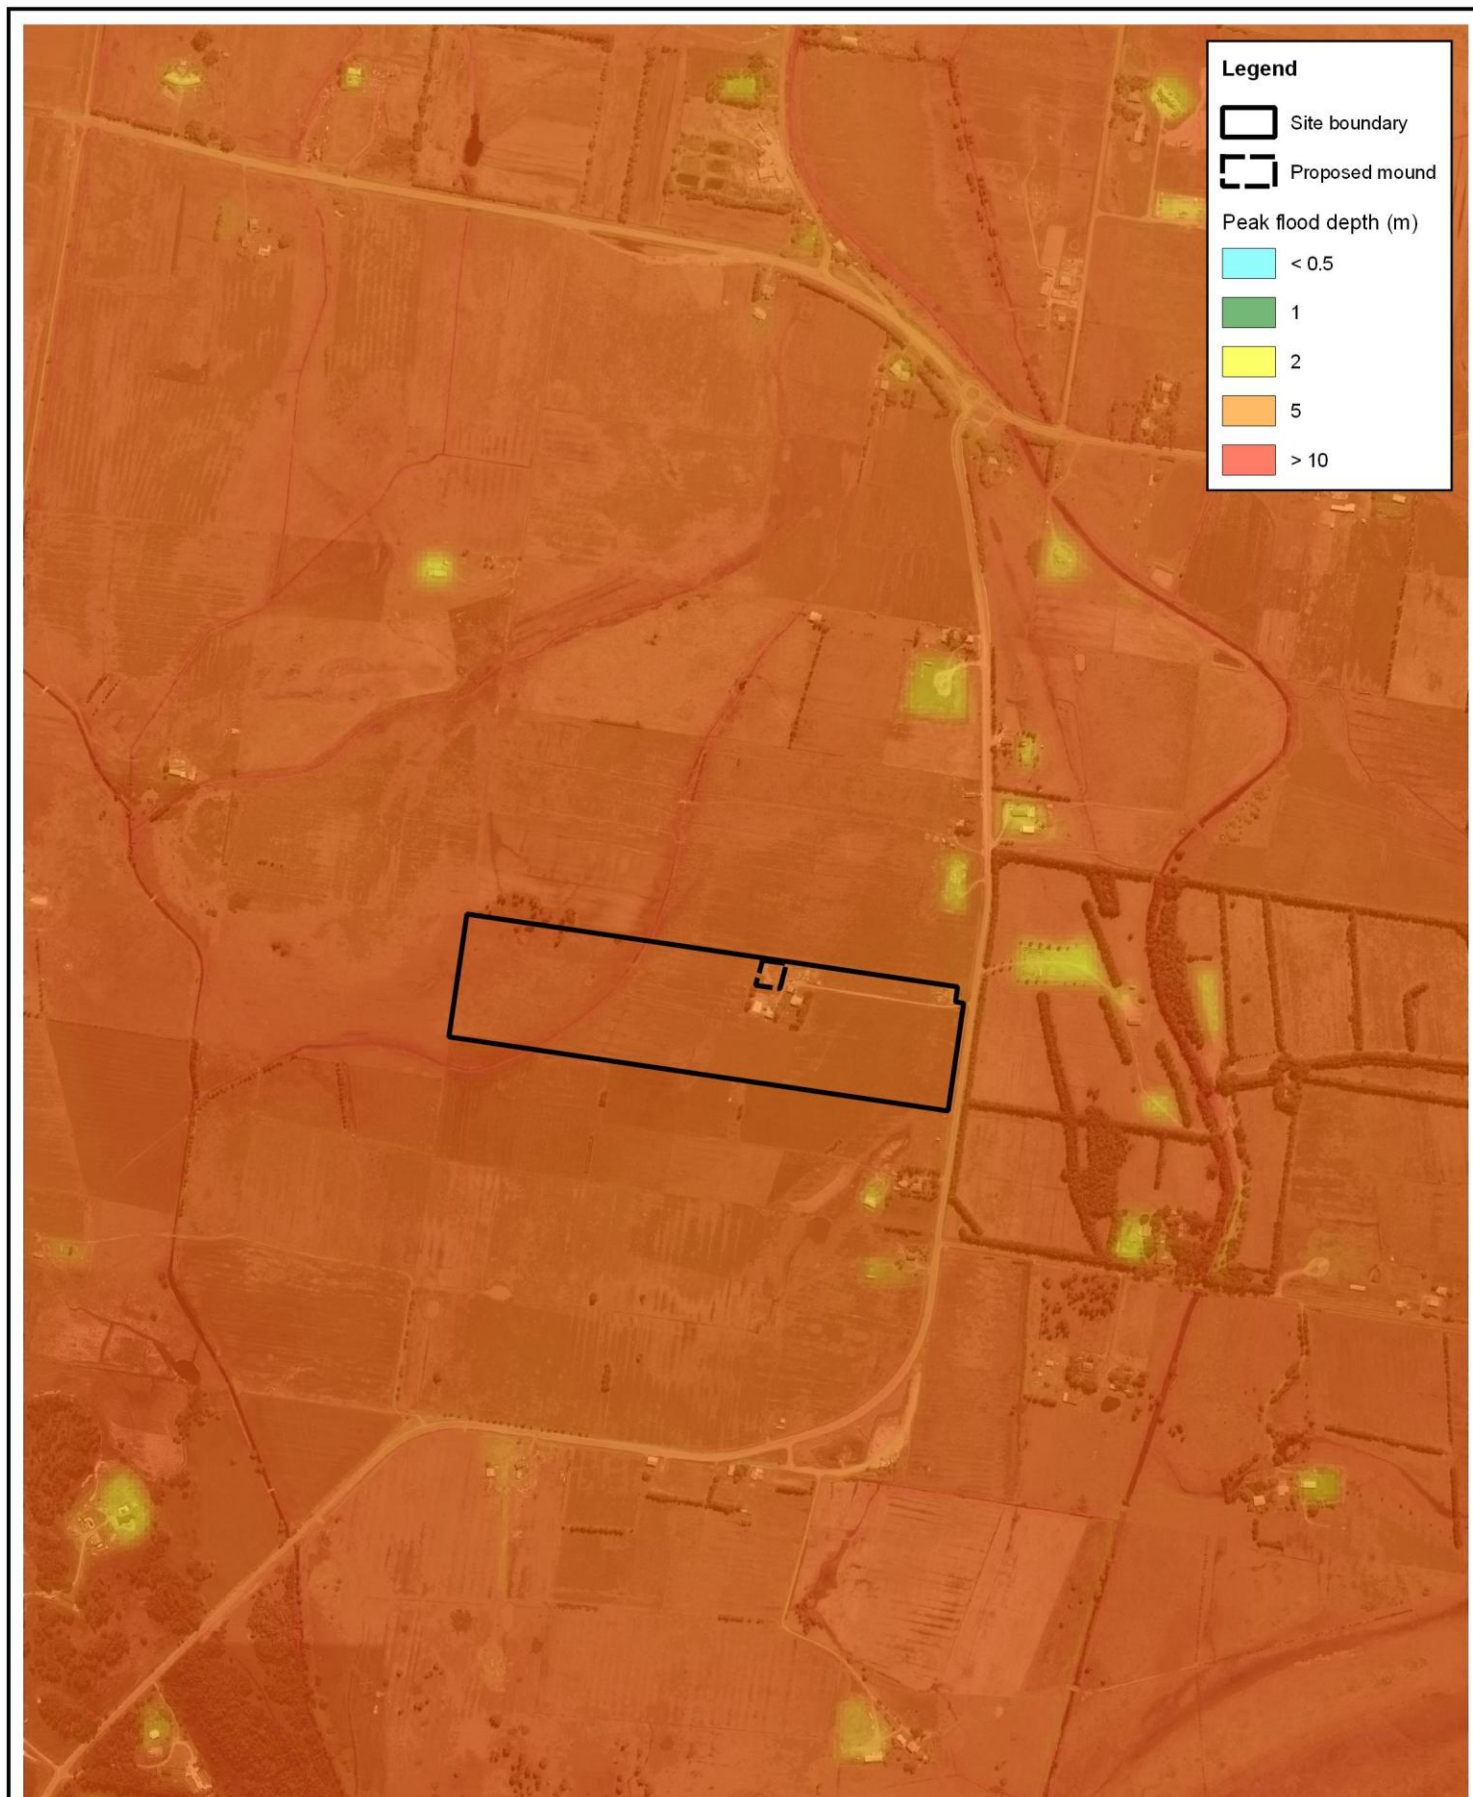 Legend
Site boundary
Proposed mound
Peak flood depth (m)
< 0.5
1
2
5
> 10